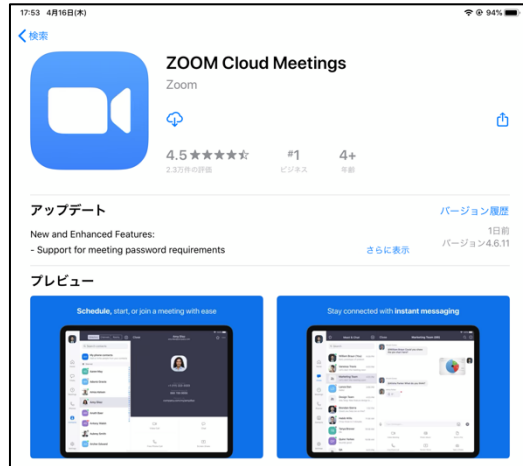 17:53 4月16日(木)
94%
検索
ZOOM Cloud Meetings
Zoom
4.5★★★★☆
#1
4+
2.3万件の評価
ビジネス
年齢
アップデート
バージョン履歴
New and Enhanced Features:
1日前
- Support for meeting password requirements
さらに表示
バージョン4.6.11
プレビュー
Schedule, start, or join a meeting with ease
Stay connected with instant messaging